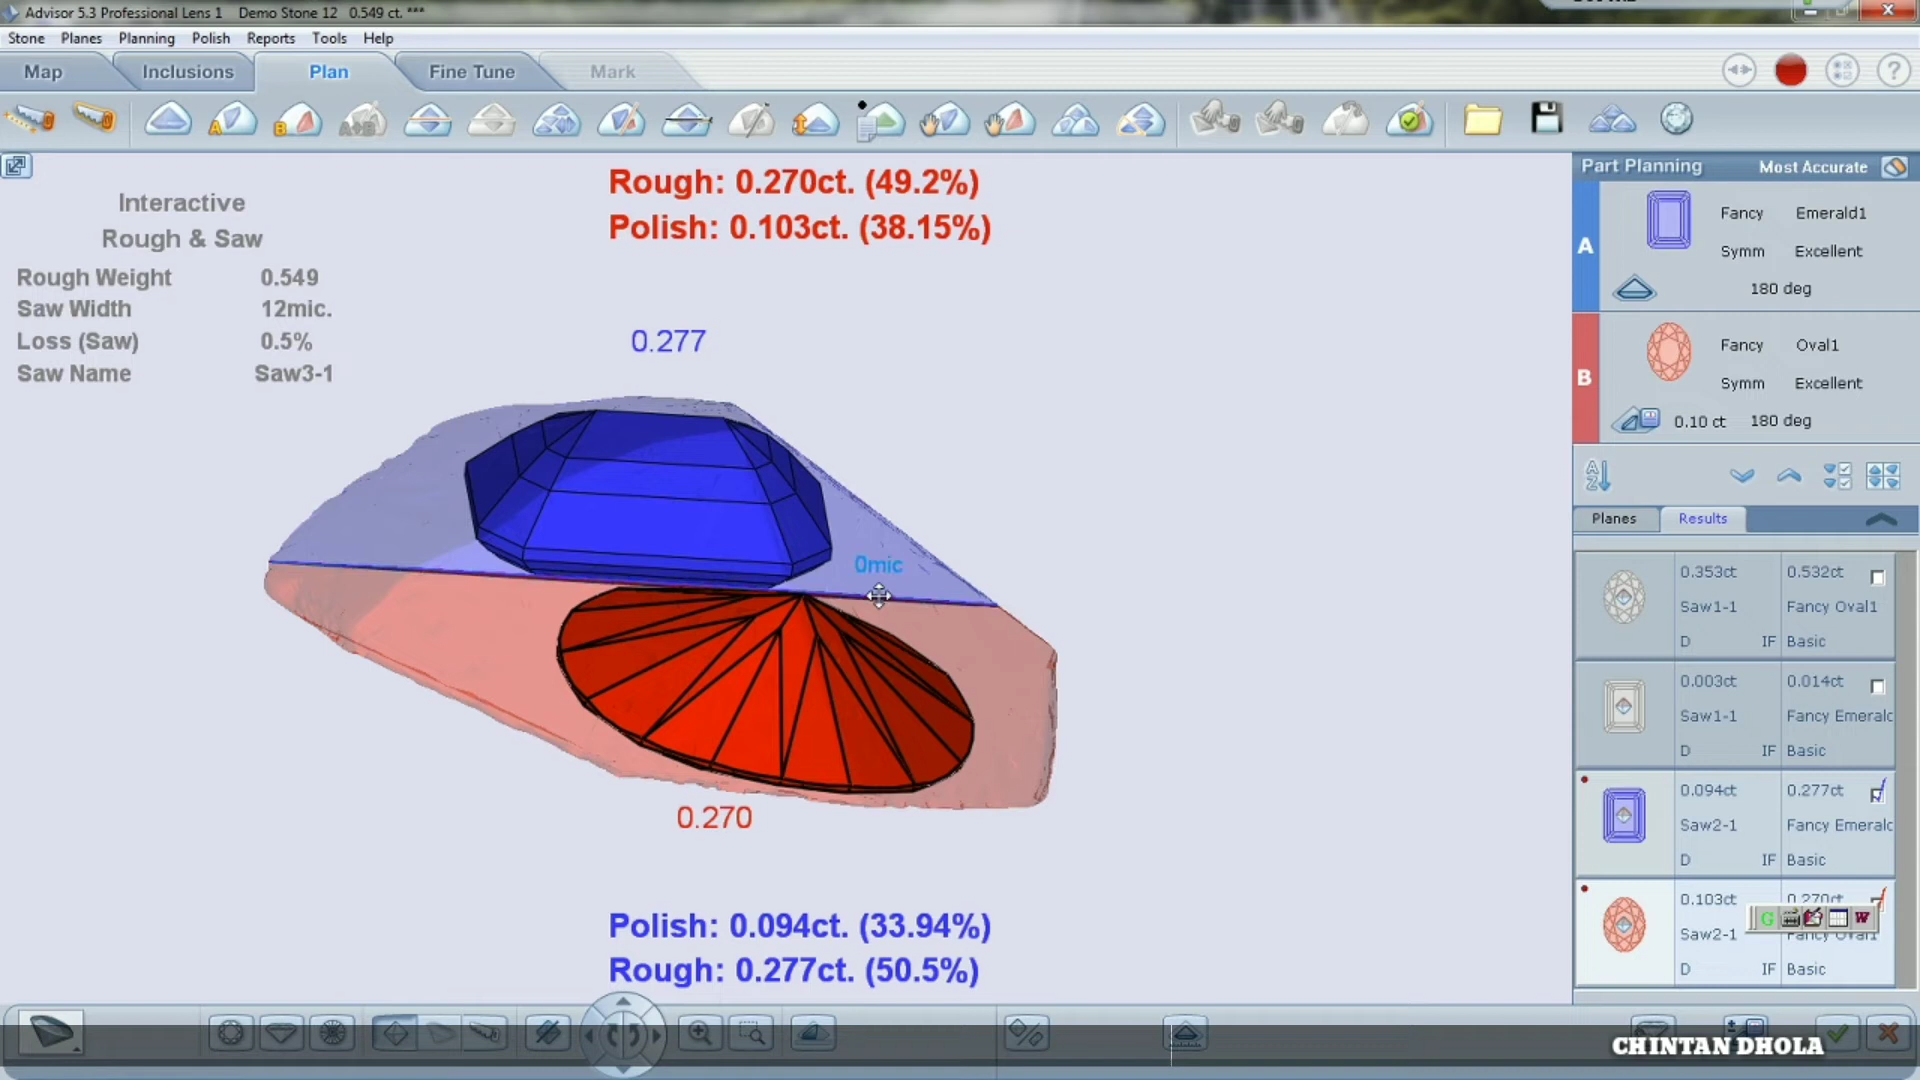 Advisor 5.3 Professional Lens 1 Demo Stone 12 0.549 ct. ***
Stone Planes Planning Polish Reports Tools Help
Map Inclusions Plan Fine Tune Mark
A B A+B
Interactive
Rough & Saw
Rough Weight 0.549
Saw Width 12mic.
Loss (Saw) 0.5%
Saw Name Saw3-1
Rough: 0.270ct. (49.2%)
Polish: 0.103ct. (38.15%)
0.277
0mic
0.270
Polish: 0.094ct. (33.94%)
Rough: 0.277ct. (50.5%)
Part Planning Most Accurate
A
Fancy Emerald1
Symm Excellent
180 deg
B
Fancy Oval1
Symm Excellent
0.10 ct 180 deg
Planes Results
0.353ct 0.532ct
Saw1-1 Fancy Oval1
D IF Basic
0.003ct 0.014ct
Saw1-1 Fancy Emeralc
D IF Basic
0.094ct 0.277ct
Saw2-1 Fancy Emeralc
D IF Basic
0.103ct 0.270ct
G W
Saw2-1 Fancy Oval1
D IF Basic
CHINTAN DHOLA